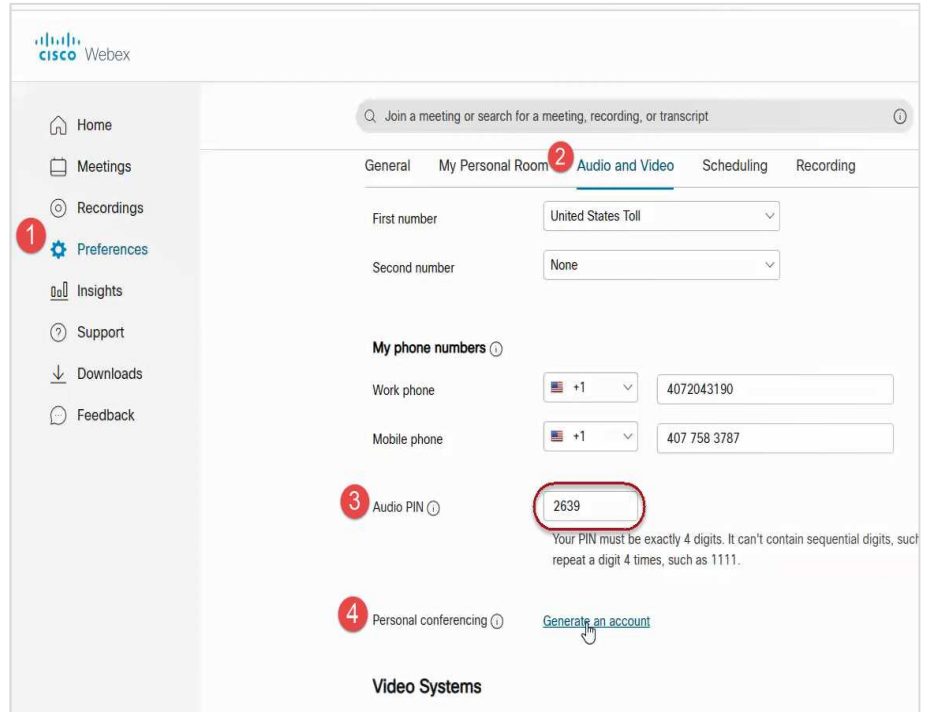 CISCO Webex
Join a meeting or search for a meeting, recording, or transcript
1
Home
Meetings
Recordings
Preferences
Insights
Support
Downloads
Feedback
General My Personal Room 2 Audio and Video Scheduling Recording
First number United States Toll
Second number None
My phone numbers
Work phone +1 4072043190
Mobile phone +1 407 758 3787
3 Audio PIN 2639
Your PIN must be exactly 4 digits. It can't contain sequential digits, such
repeat a digit 4 times, such as 1111.
4 Personal conferencing Generate an account
Video Systems